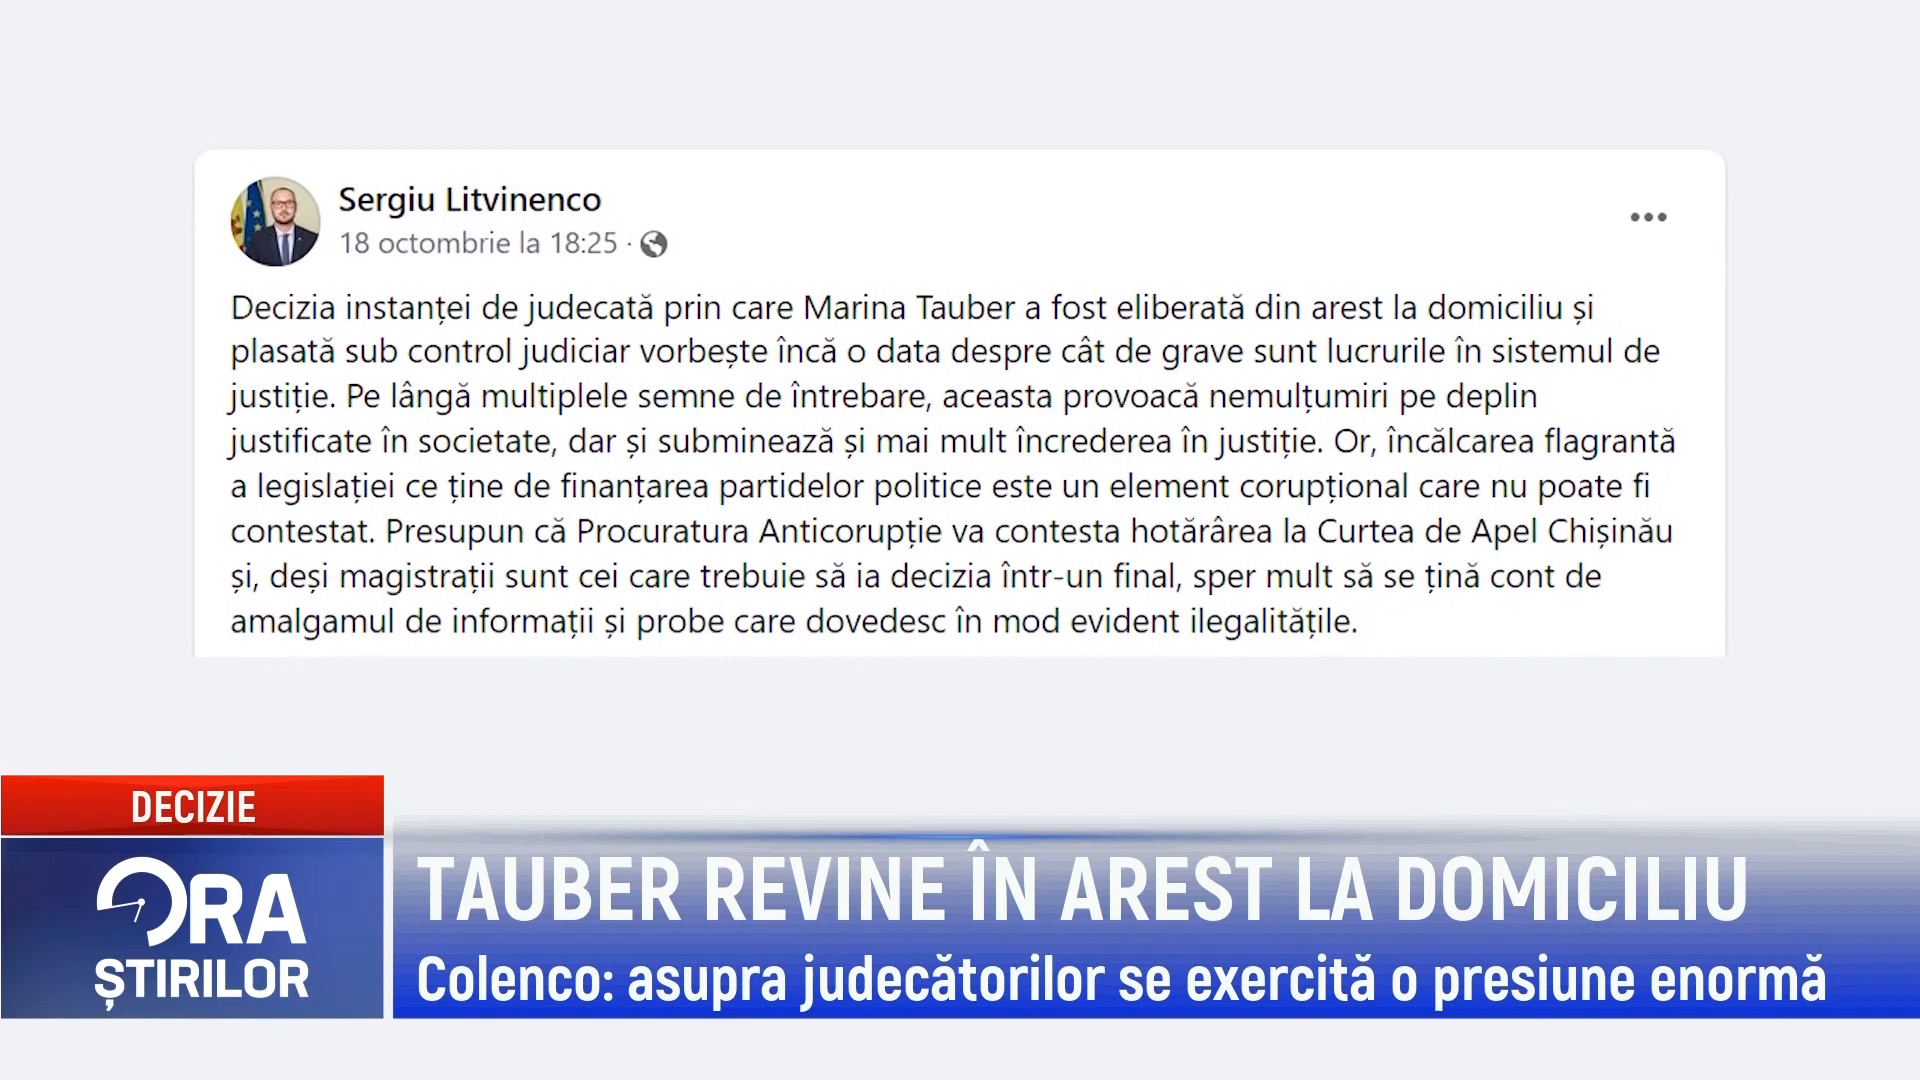 Sergiu Litvinenco
18 octombrie la 18:25 ·
Decizia instanței de judecată prin care Marina Tauber a fost eliberată din arest la domiciliu și
plasată sub control judiciar vorbește încă o data despre cât de grave sunt lucrurile în sistemul de
justiție. Pe lângă multiplele semne de întrebare, aceasta provoacă nemulțumiri pe deplin
justificate în societate, dar și subminează și mai mult încrederea în justiție. Or, încălcarea flagrantă
a legislației ce ține de finanțarea partidelor politice este un element corupțional care nu poate fi
contestat. Presupun că Procuratura Anticorupție va contesta hotărârea la Curtea de Apel Chișinău
și, deși magistrații sunt cei care trebuie să ia decizia într-un final, sper mult să se țină cont de
amalgamul de informații și probe care dovedesc în mod evident ilegalitățile.
DECIZIE
ORA
ȘTIRILOR
TAUBER REVINE ÎN AREST LA DOMICILIU
Colenco: asupra judecătorilor se exercită o presiune enormă